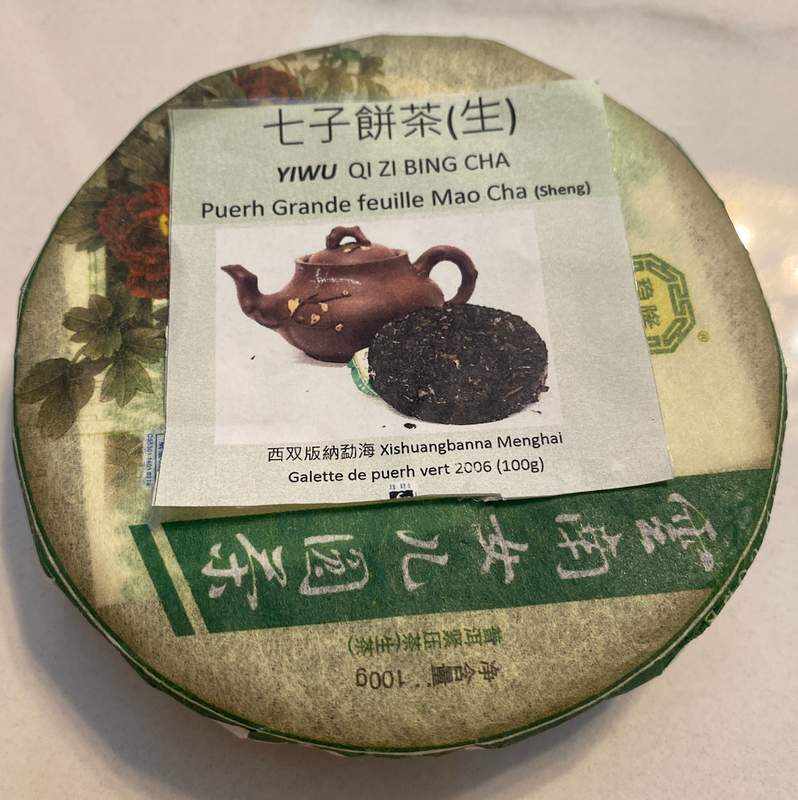 七子餅茶(生)
YIWU QI ZI BING CHA
Puerh Grande feuille Mao Cha (Sheng)
西双版納勐海 Xishuangbanna Menghai
Galette de puerh vert 2006 (100g)
雲南女儿圆茶
普洱紧压茶(生茶)
净含量:100g